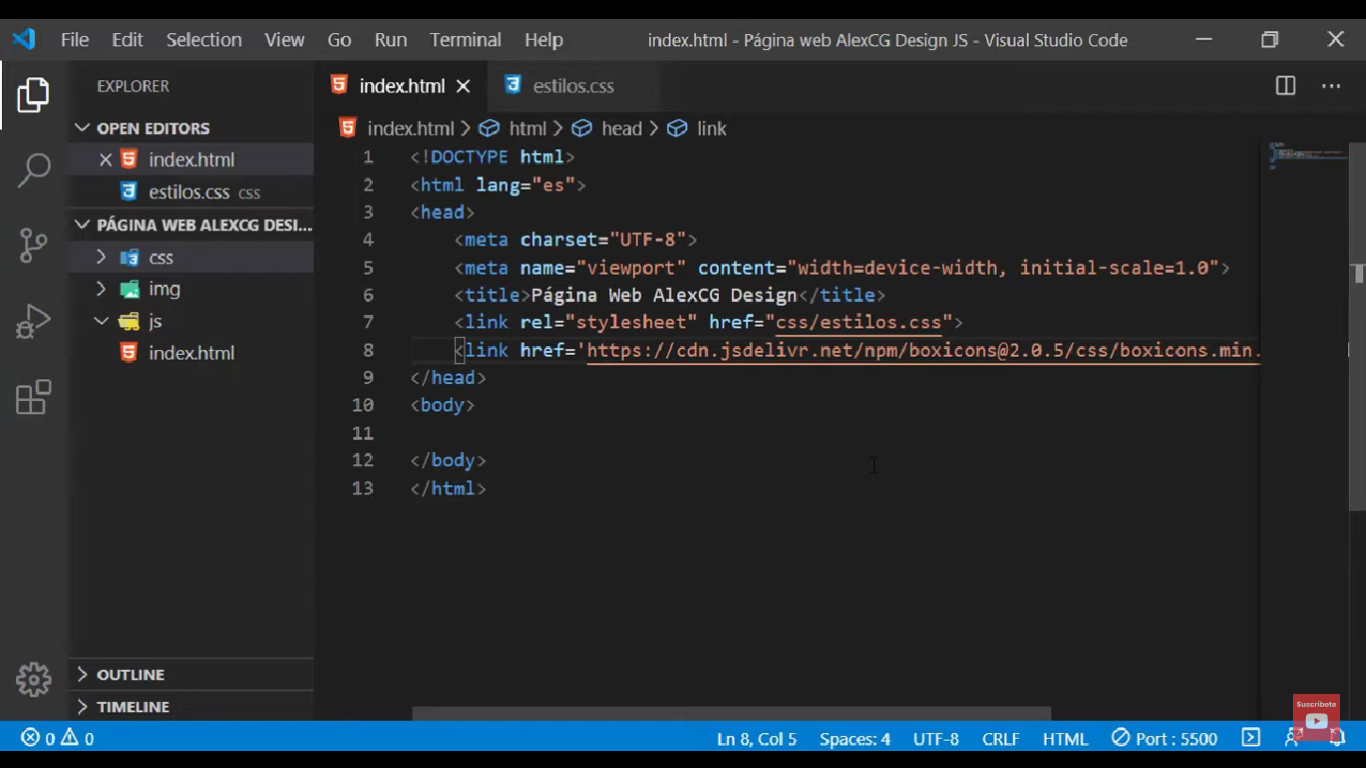 File Edit Selection View Go Run Terminal Help index.html - Página web AlexCG Design JS - Visual Studio Code
EXPLORER
OPEN EDITORS
index.html
estilos.css css
PÁGINA WEB ALEXCG DESI...
css
img
js
index.html
OUTLINE
TIMELINE
index.html estilos.css
index.html > html > head > link
1 <!DOCTYPE html>
2 <html lang="es">
3 <head>
4 <meta charset="UTF-8">
5 <meta name="viewport" content="width=device-width, initial-scale=1.0">
6 <title>Página Web AlexCG Design</title>
7 <link rel="stylesheet" href="css/estilos.css">
8 <link href='https://cdn.jsdelivr.net/npm/boxicons@2.0.5/css/boxicons.min.
9 </head>
10 <body>
11
12 </body>
13 </html>
Suscribete
0 0 Ln 8, Col 5 Spaces: 4 UTF-8 CRLF HTML Port : 5500